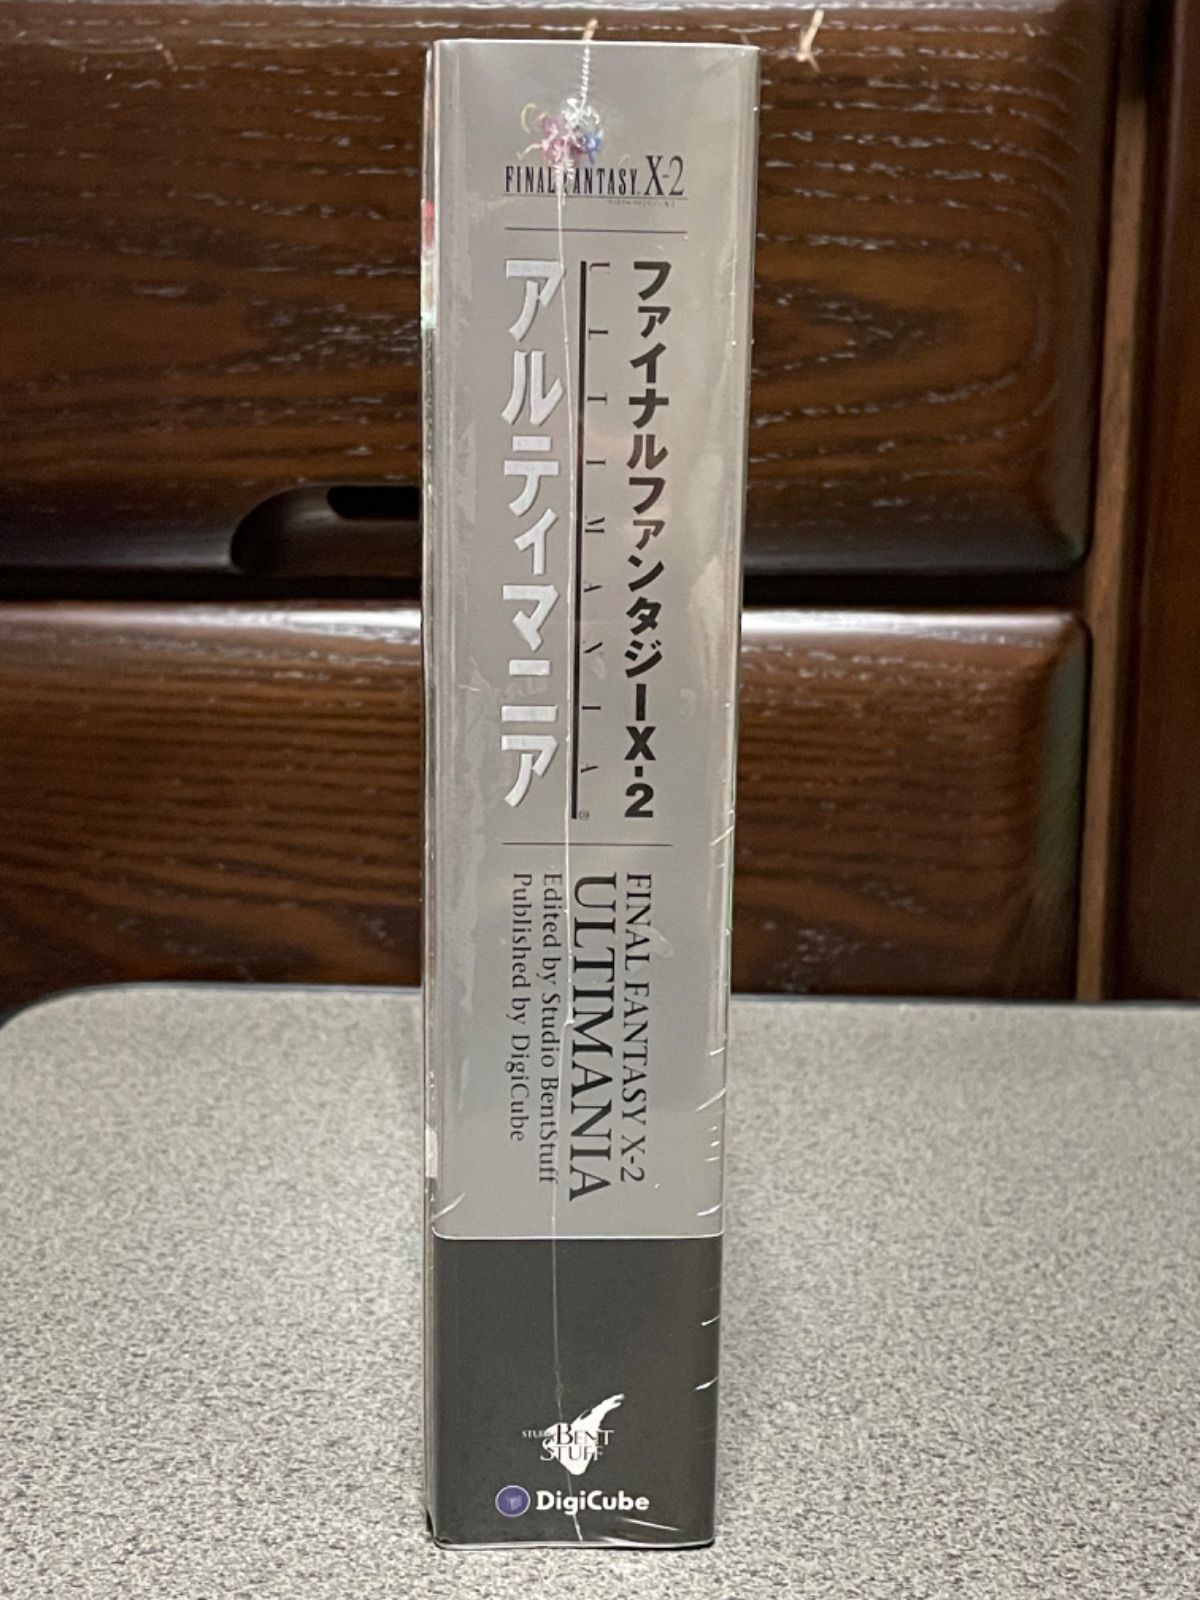 FINAL FANTASY X-2
ファイナルファンタジーX-2
ULTIMANIA®
アルティマニア
FINAL FANTASY X-2
ULTIMANIA
Edited by Studio BentStuff
Published by DigiCube
STUDIO BENT
STUFF
DigiCube